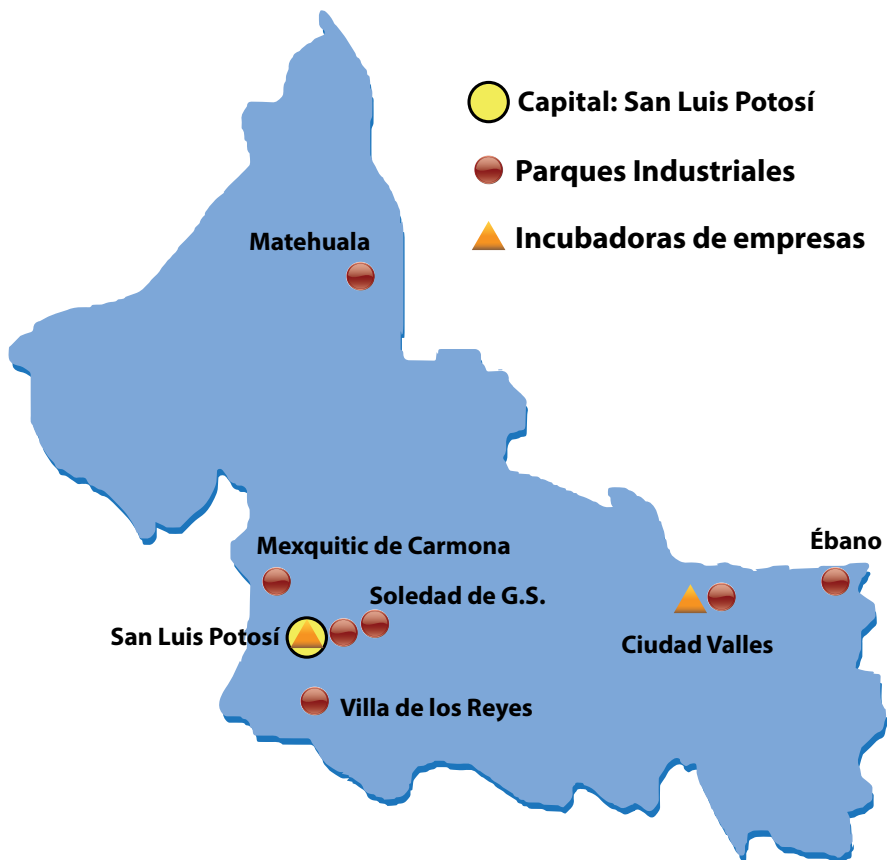 Capital: San Luis Potosí
Parques Industriales
Incubadoras de empresas
Matehuala
Mexquitic de Carmona
Ébano
Soledad de G.S.
San Luis Potosí
Ciudad Valles
Villa de los Reyes